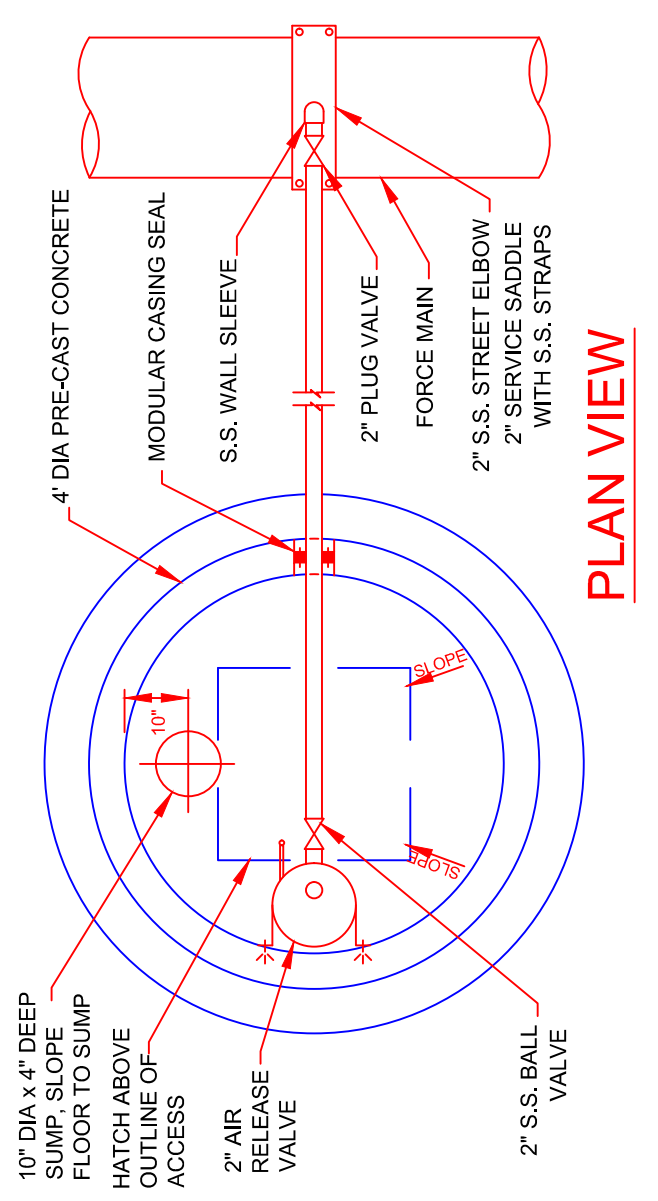 10" DIA x 4" DEEP
SUMP, SLOPE
FLOOR TO SUMP
HATCH ABOVE
OUTLINE OF
ACCESS
2" AIR
RELEASE
VALVE
2" S.S. BALL
VALVE
10"
SLOPE
SLOPE
4' DIA PRE-CAST CONCRETE
MODULAR CASING SEAL
S.S. WALL SLEEVE
2" PLUG VALVE
FORCE MAIN
2" S.S. STREET ELBOW
2" SERVICE SADDLE
WITH S.S. STRAPS
PLAN VIEW